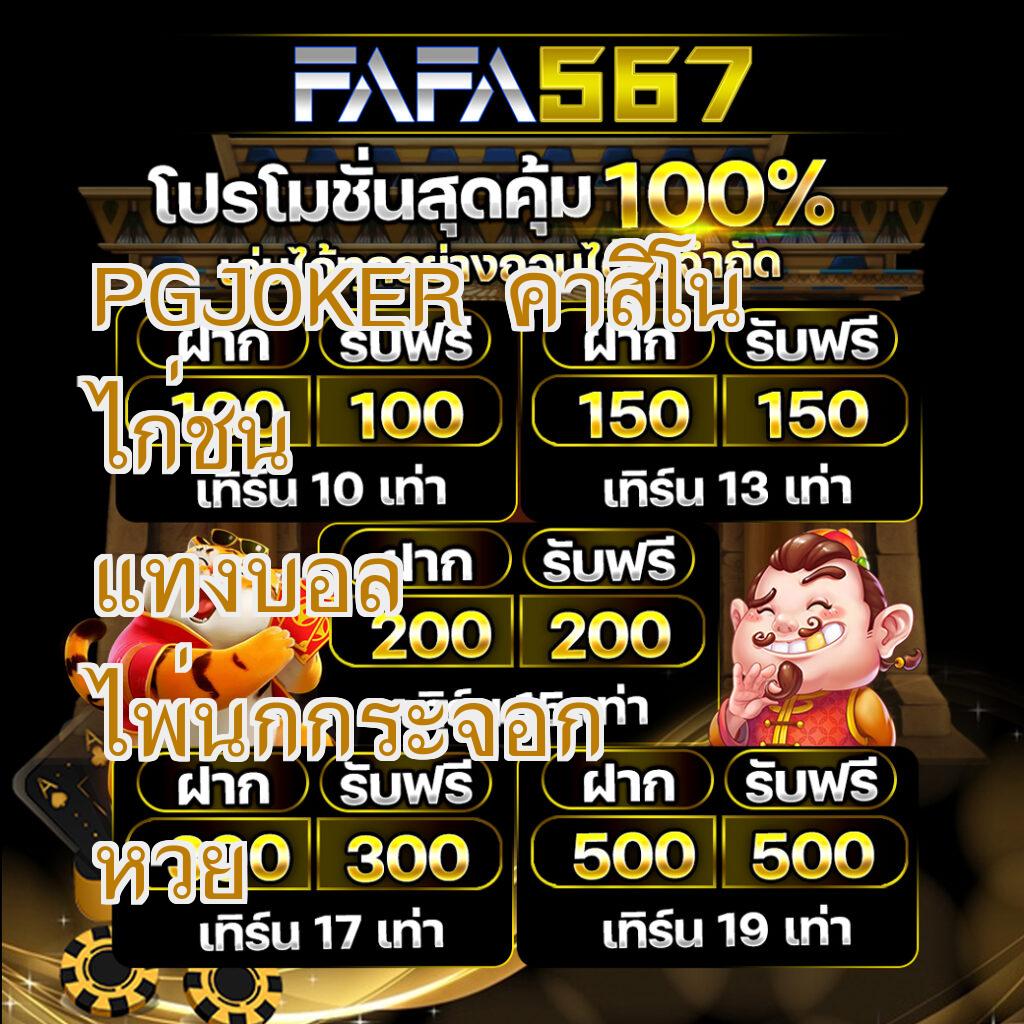 FAFA567
โปรโมชั่นสุดคุ้ม 100%
PGJOKER คาสิโน
ฝาก รับฟรี ฝาก รับฟรี
100 150 150
ไก่ชน
เทิร์น 10 เท่า เทิร์น 13 เท่า
ฝาก รับฟรี
แทงบอล
200 200
ไพ่นกกระจอก
เท่า
ฝาก รับฟรี ฝาก รับฟรี
300 500 500
หวย
เทิร์น 17 เท่า เทิร์น 19 เท่า
A
A